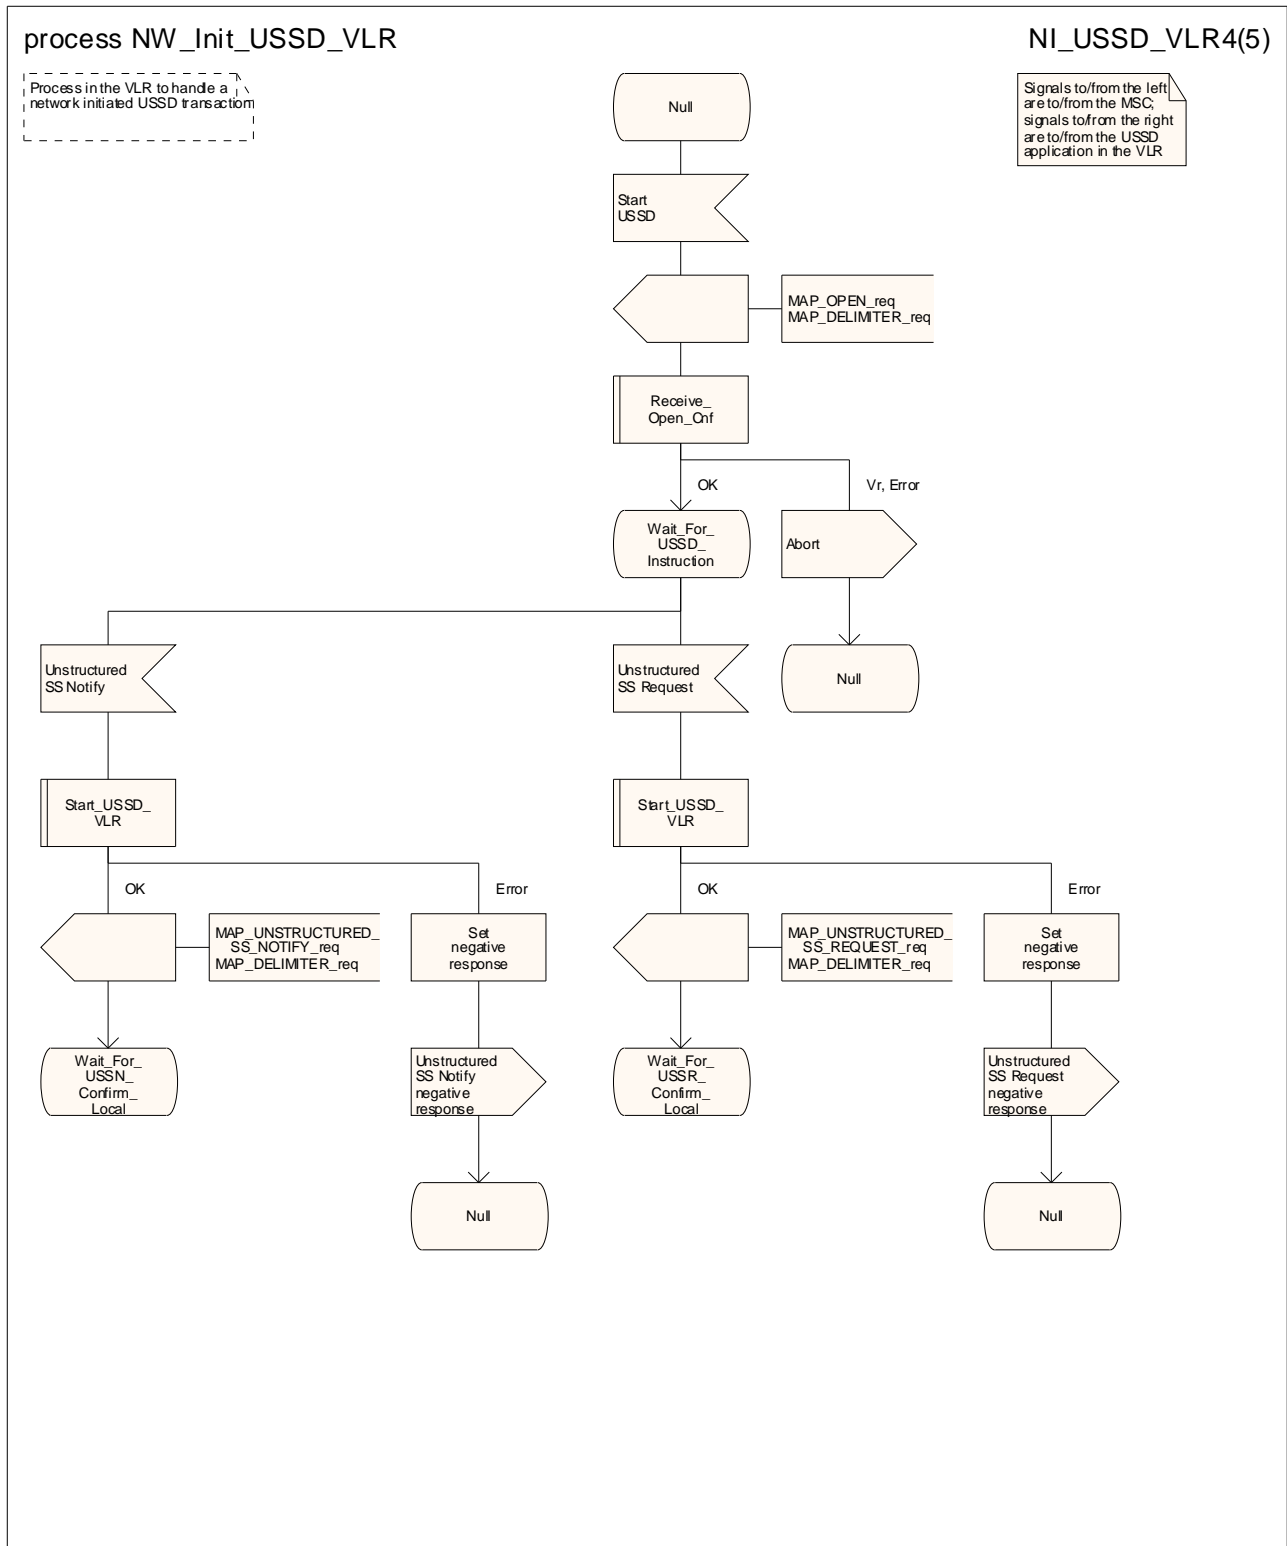 process NW_Init_USSD_VLR
NI_USSD_VLR4(5)
Process in the VLR to handle a
network initiated USSD transaction
Signals to/from the left
are to/from the MSC;
signals to/from the right
are to/from the USSD
application in the VLR
Null
Start
USSD
MAP_OPEN_req
MAP_DELIMITER_req
Receive_
Open_Cnf
OK
Vr, Error
Wait_For_
USSD_
Instruction
Abort
Unstructured
SS Notify
Unstructured
SS Request
Null
Start_USSD_
VLR
Start_USSD_
VLR
OK
Error
OK
Error
MAP_UNSTRUCTURED_
SS_NOTIFY_req
MAP_DELIMITER_req
Set
negative
response
MAP_UNSTRUCTURED_
SS_REQUEST_req
MAP_DELIMITER_req
Set
negative
response
Wait_For_
USSN_
Confirm_
Local
Unstructured
SS Notify
negative
response
Wait_For_
USSR_
Confirm_
Local
Unstructured
SS Request
negative
response
Null
Null